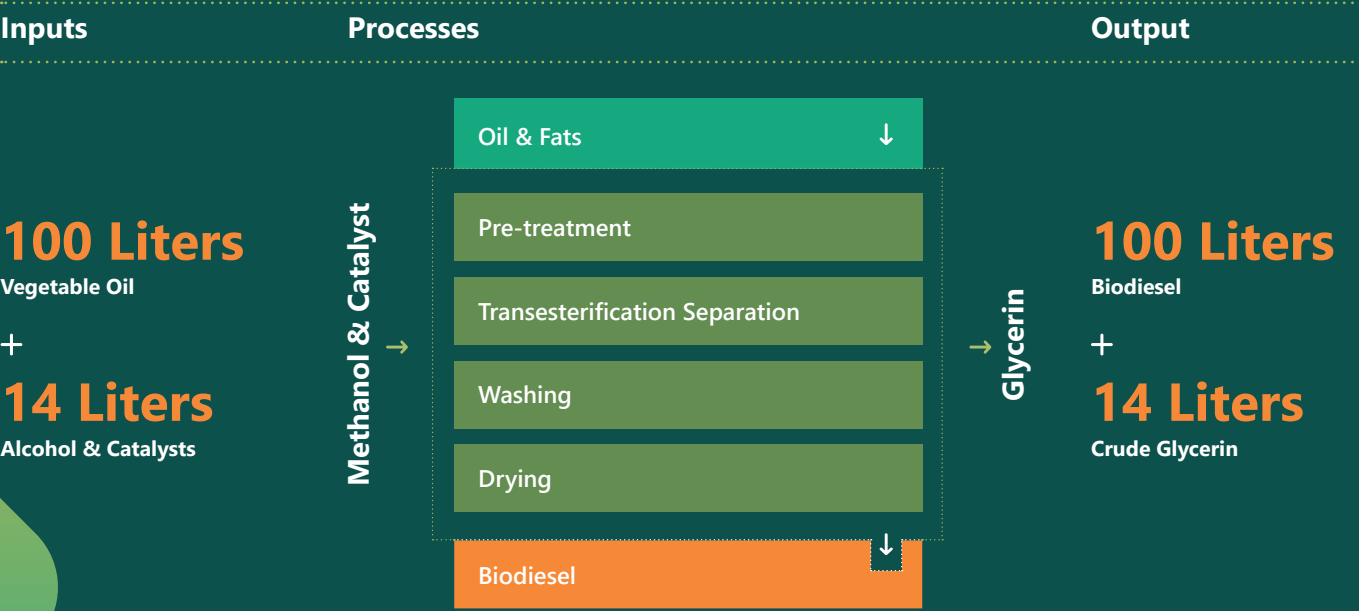 Inputs
Processes
Output
100 Liters
Vegetable Oil
+
14 Liters
Alcohol & Catalysts
Methanol & Catalyst
→
Oil & Fats ↓
Pre-treatment
Transesterification Separation
Washing
Drying
↓
Biodiesel
→
Glycerin
100 Liters
Biodiesel
+
14 Liters
Crude Glycerin